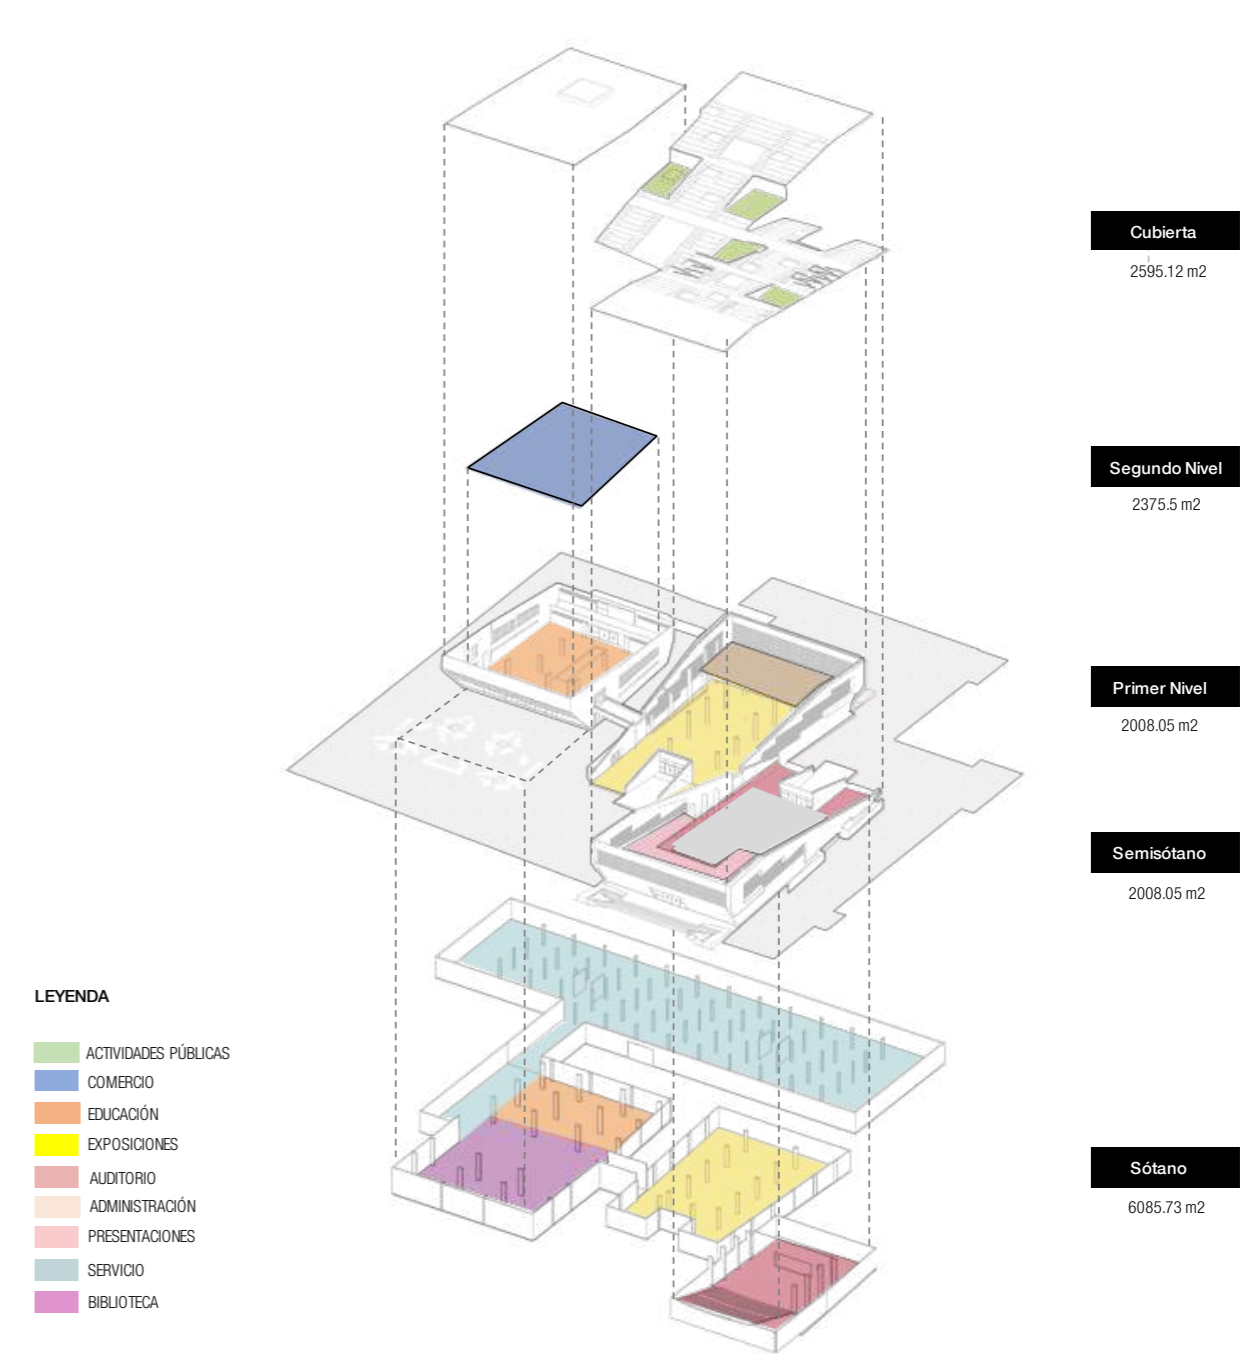 Cubierta
2595.12 m2
Segundo Nivel
2375.5 m2
Primer Nivel
2008.05 m2
Semisótano
2008.05 m2
LEYENDA
ACTIVIDADES PÚBLICAS
COMERCIO
EDUCACIÓN
EXPOSICIONES
AUDITORIO
ADMINISTRACIÓN
PRESENTACIONES
SERVICIO
BIBLIOTECA
Sótano
6085.73 m2